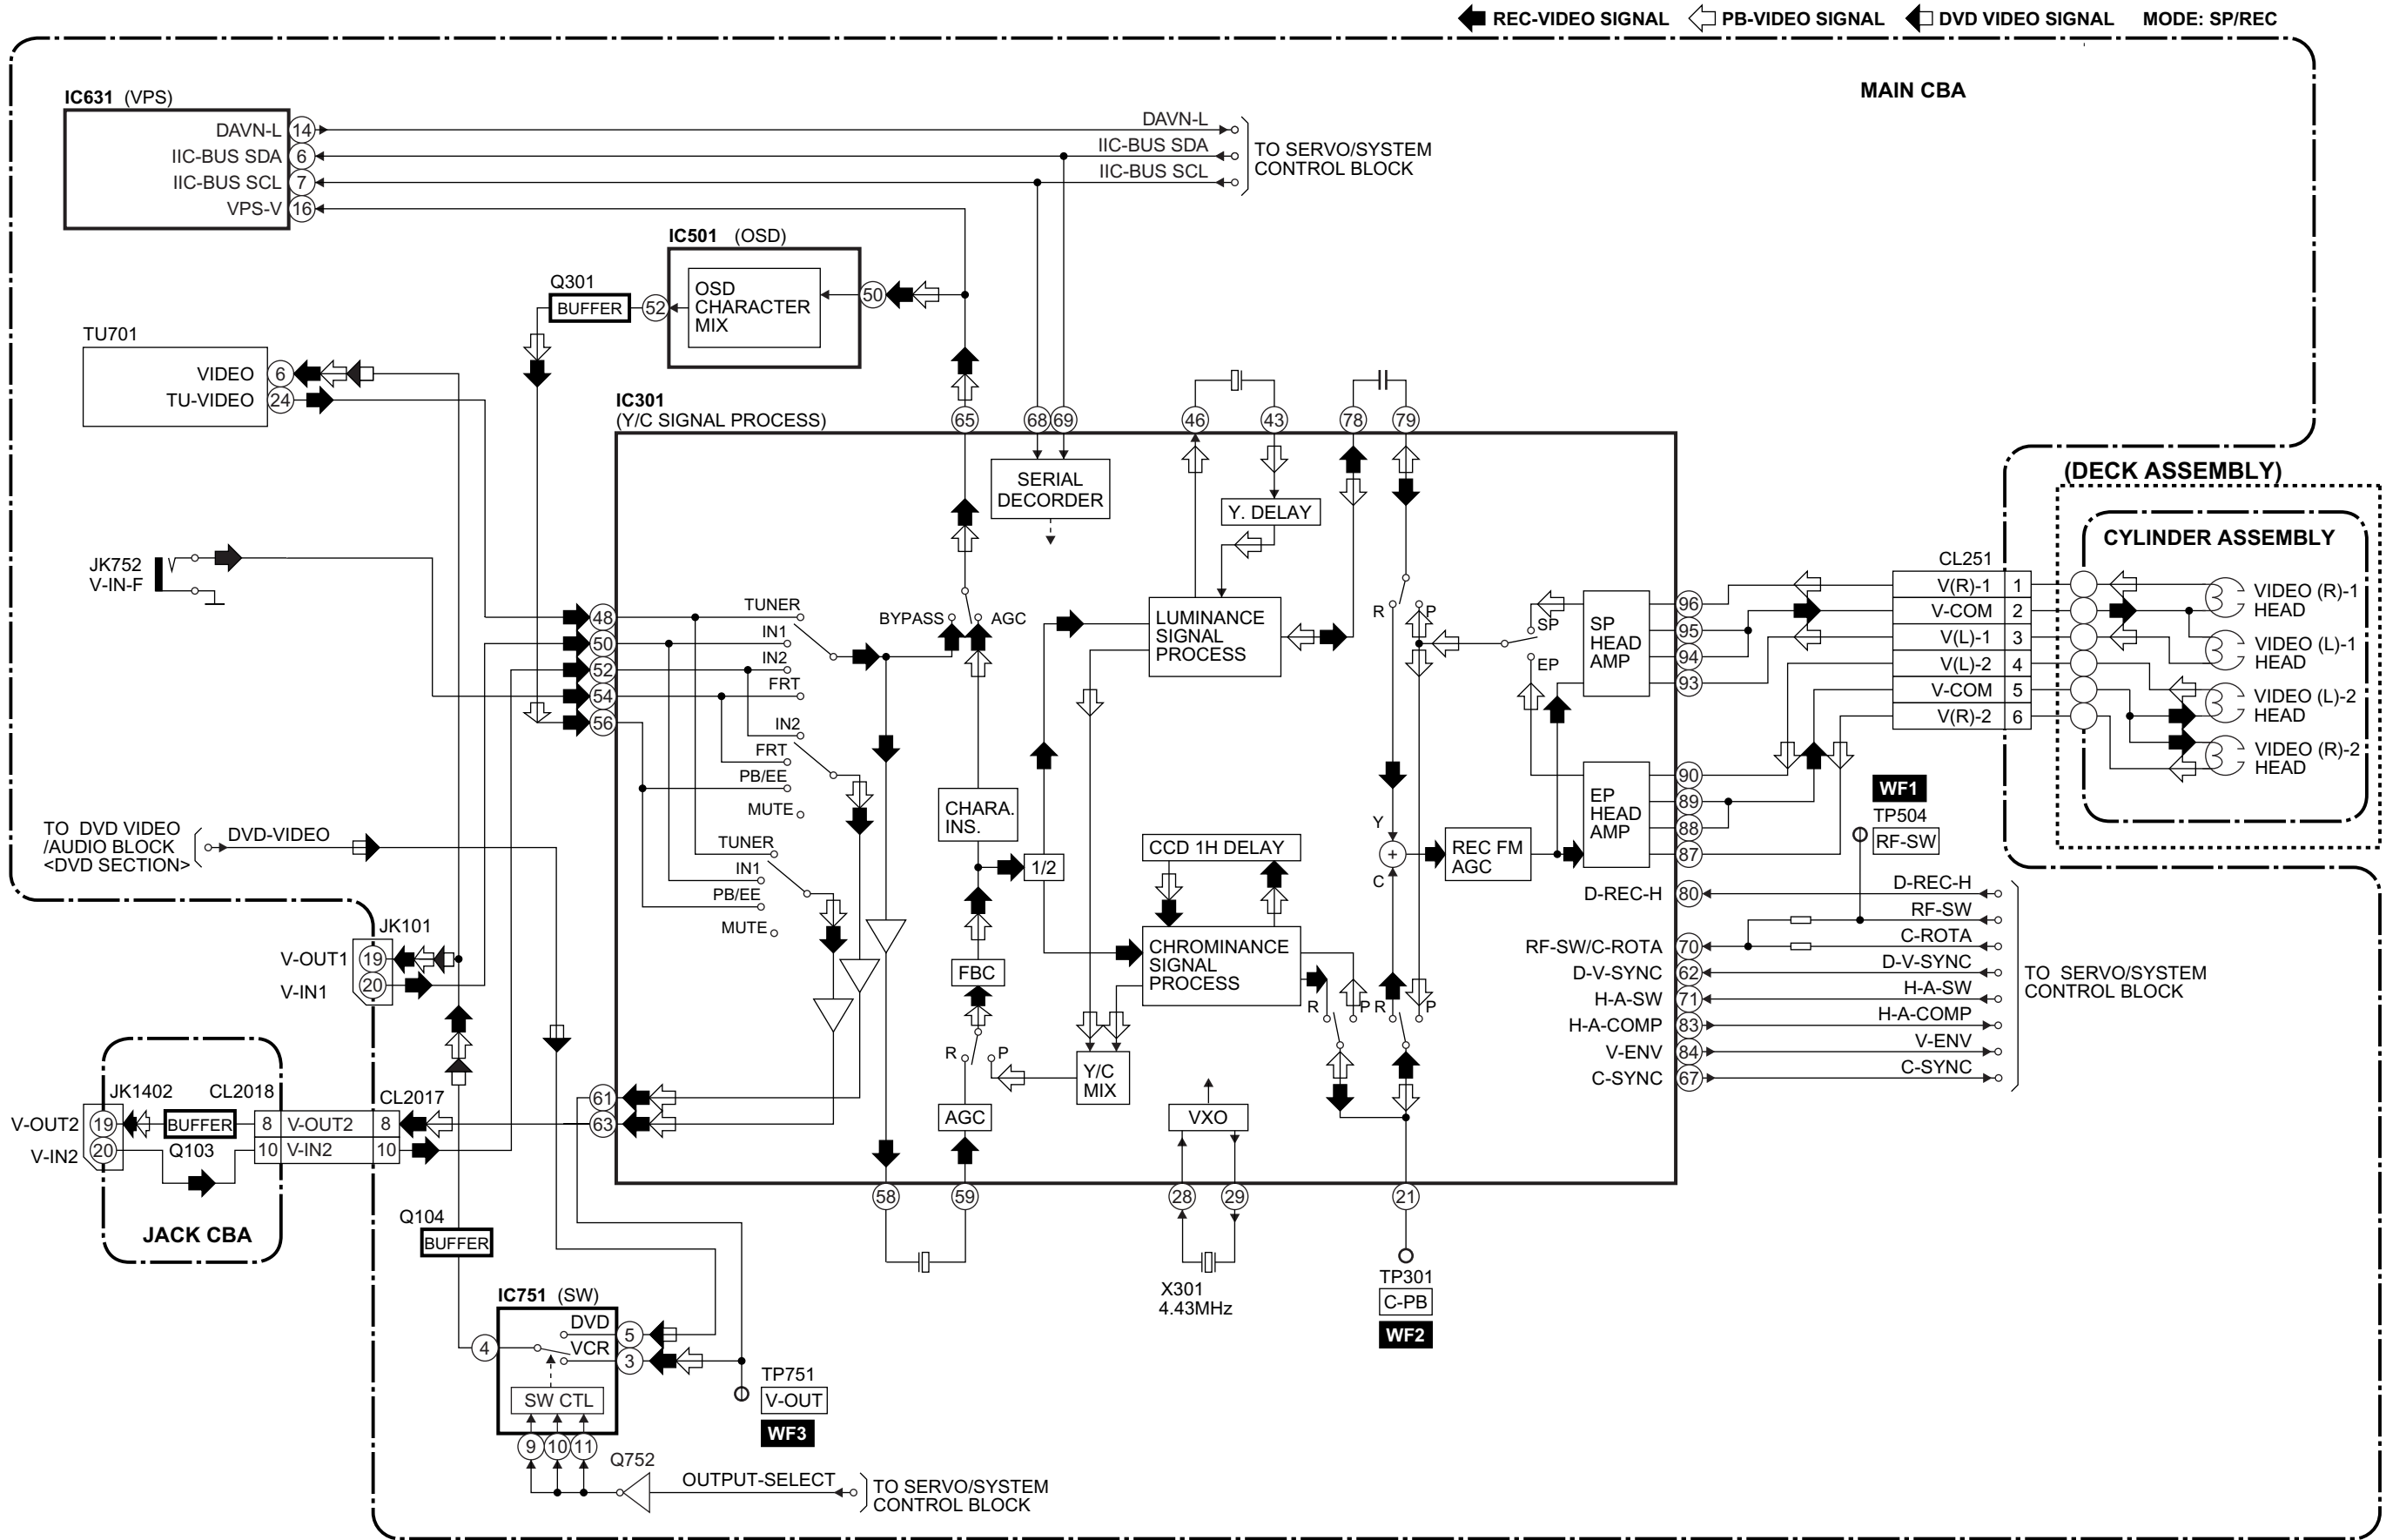 REC-VIDEO SIGNAL PB-VIDEO SIGNAL DVD VIDEO SIGNAL MODE: SP/REC
MAIN CBA
IC631 (VPS)
DAVN-L 14
IIC-BUS SDA 6
IIC-BUS SCL 7
VPS-V 16
DAVN-L
IIC-BUS SDA
IIC-BUS SCL
TO SERVO/SYSTEM
CONTROL BLOCK
IC501 (OSD)
OSD
CHARACTER
MIX
50
52
Q301
BUFFER
TU701
VIDEO 6
TU-VIDEO 24
IC301
(Y/C SIGNAL PROCESS)
65
68
69
46
43
78
79
SERIAL
DECORDER
Y. DELAY
JK752
V-IN-F
48
50
52
54
56
TUNER
IN1
IN2
FRT
IN2
FRT
PB/EE
MUTE
TUNER
IN1
PB/EE
MUTE
BYPASS
AGC
LUMINANCE
SIGNAL
PROCESS
CHARA.
INS.
1/2
CCD 1H DELAY
CHROMINANCE
SIGNAL
PROCESS
FBC
R P
AGC
Y/C
MIX
VXO
R P
R P
R P
Y
+
C
REC FM
AGC
SP
EP
SP
HEAD
AMP
EP
HEAD
AMP
96
95
94
93
90
89
88
87
D-REC-H 80
RF-SW/C-ROTA 70
D-V-SYNC 62
H-A-SW 71
H-A-COMP 83
V-ENV 84
C-SYNC 67
D-REC-H
RF-SW
C-ROTA
D-V-SYNC
H-A-SW
H-A-COMP
V-ENV
C-SYNC
TO SERVO/SYSTEM
CONTROL BLOCK
WF1
TP504
RF-SW
(DECK ASSEMBLY)
CYLINDER ASSEMBLY
CL251
V(R)-1 1
V-COM 2
V(L)-1 3
V(L)-2 4
V-COM 5
V(R)-2 6
VIDEO (R)-1
HEAD
VIDEO (L)-1
HEAD
VIDEO (L)-2
HEAD
VIDEO (R)-2
HEAD
TO DVD VIDEO
/AUDIO BLOCK
<DVD SECTION>
DVD-VIDEO
JK101
V-OUT1 19
V-IN1 20
JK1402
V-OUT2 19
V-IN2 20
BUFFER
Q103
CL2018
8 V-OUT2 8
10 V-IN2 10
CL2017
JACK CBA
61
63
58
59
28
29
21
X301
4.43MHz
TP301
C-PB
WF2
Q104
BUFFER
IC751 (SW)
DVD
VCR
4
5
3
SW CTL
9
10
11
Q752
OUTPUT-SELECT
TO SERVO/SYSTEM
CONTROL BLOCK
TP751
V-OUT
WF3